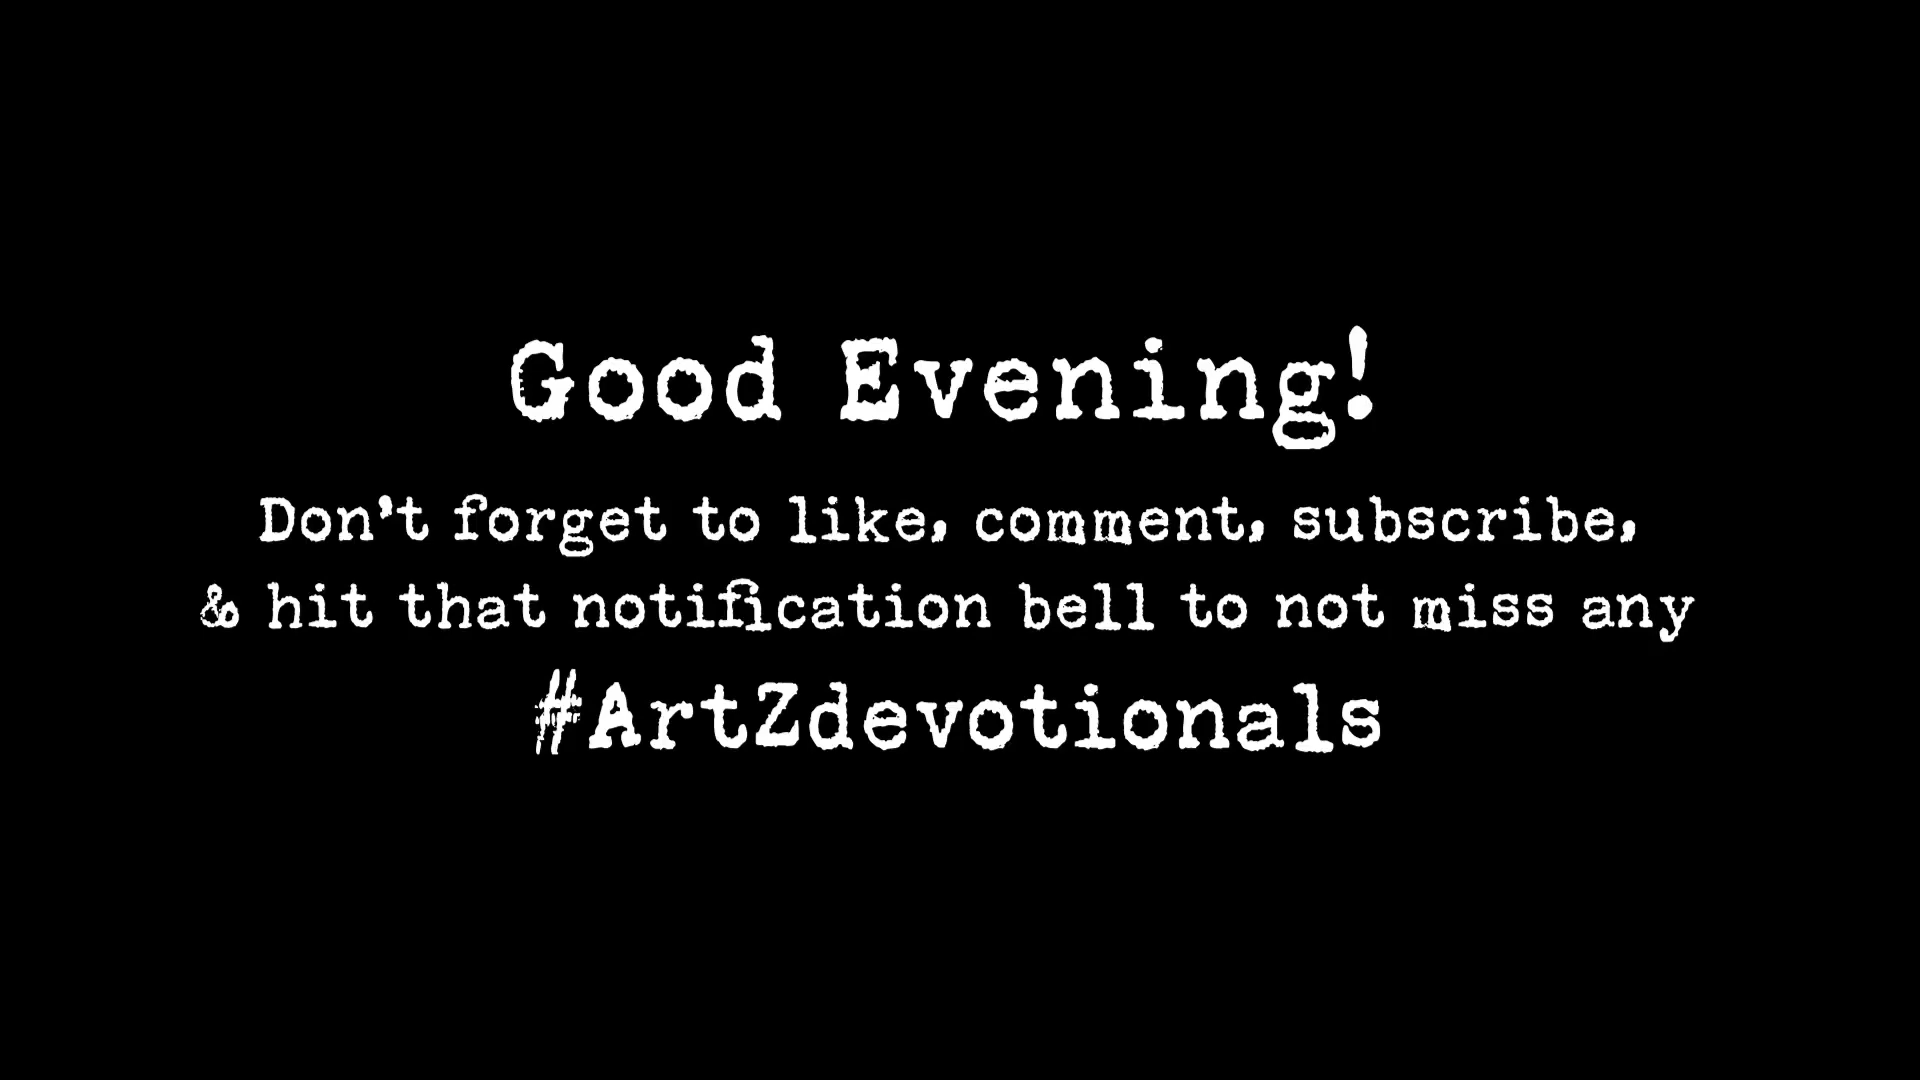 Good Evening!
Don't forget to like, comment, subscribe,
& hit that notification bell to not miss any
#ArtZdevotionals